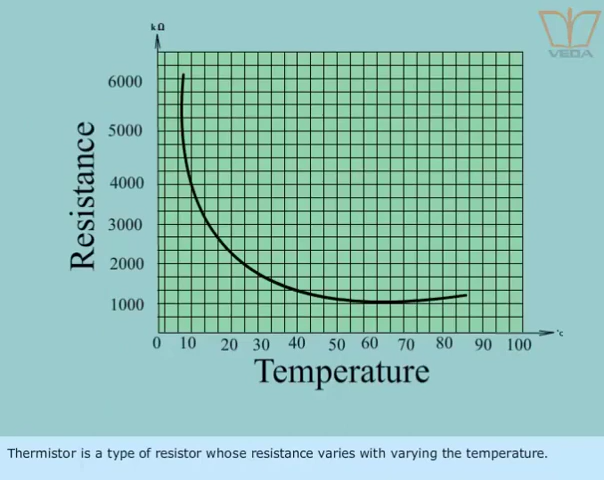 VEDA
kΩ
6000
5000
4000
3000
2000
1000
Resistance
0 10 20 30 40 50 60 70 80 90 100
°c
Temperature
Thermistor is a type of resistor whose resistance varies with varying the temperature.